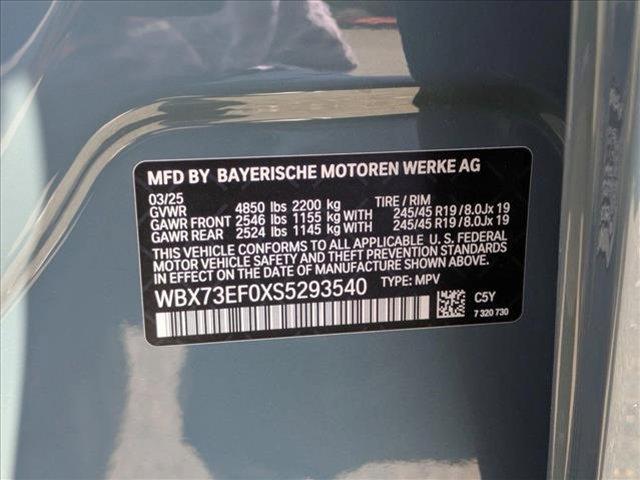 MFD BY BAYERISCHE MOTOREN WERKE AG
03/25 TIRE / RIM
GVWR 4850 lbs 2200 kg
GAWR FRONT 2546 lbs 1155 kg WITH 245/45 R19 / 8.0Jx 19
GAWR REAR 2524 lbs 1145 kg WITH 245/45 R19 / 8.0Jx 19
THIS VEHICLE CONFORMS TO ALL APPLICABLE U. S. FEDERAL
MOTOR VEHICLE SAFETY AND THEFT PREVENTION STANDARDS
IN EFFECT ON THE DATE OF MANUFACTURE SHOWN ABOVE.
WBX73EF0XS5293540 TYPE: MPV
C5Y
7 320 730